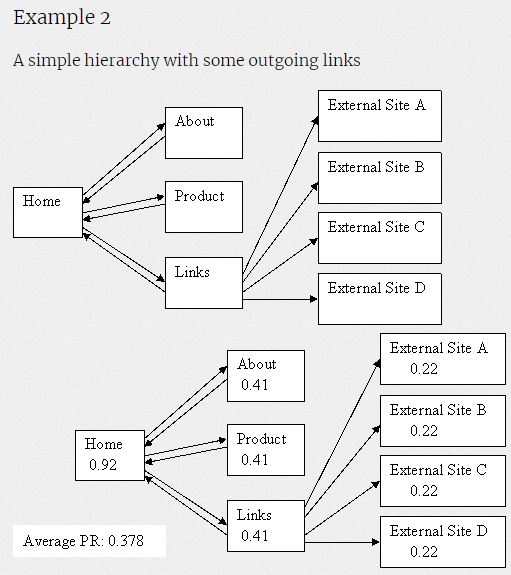 Example 2
A simple hierarchy with some outgoing links
External Site A
About
External Site B
Home
Product
External Site C
Links
External Site D
External Site A
0.22
About
0.41
External Site B
0.22
Home
0.92
Product
0.41
External Site C
0.22
Links
0.41
External Site D
0.22
Average PR: 0.378